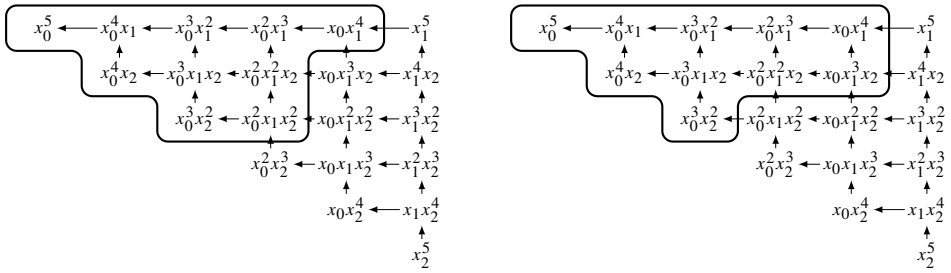 x_0^5 x_0^4x_1 x_0^3x_1^2 x_0^2x_1^3 x_0x_1^4 x_1^5 x_0^5 x_0^4x_1 x_0^3x_1^2 x_0^2x_1^3 x_0x_1^4 x_1^5
x_0^4x_2 x_0^3x_1x_2 x_0^2x_1^2x_2 x_0x_1^3x_2 x_1^4x_2 x_0^4x_2 x_0^3x_1x_2 x_0^2x_1^2x_2 x_0x_1^3x_2 x_1^4x_2
x_0^3x_2^2 x_0^2x_1x_2^2 x_0x_1^2x_2^2 x_1^3x_2^2 x_0^3x_2^2 x_0^2x_1x_2^2 x_0x_1^2x_2^2 x_1^3x_2^2
x_0^2x_2^3 x_0x_1x_2^3 x_1^2x_2^3 x_0^2x_2^3 x_0x_1x_2^3 x_1^2x_2^3
x_0x_2^4 x_1x_2^4 x_0x_2^4 x_1x_2^4
x_2^5 x_2^5